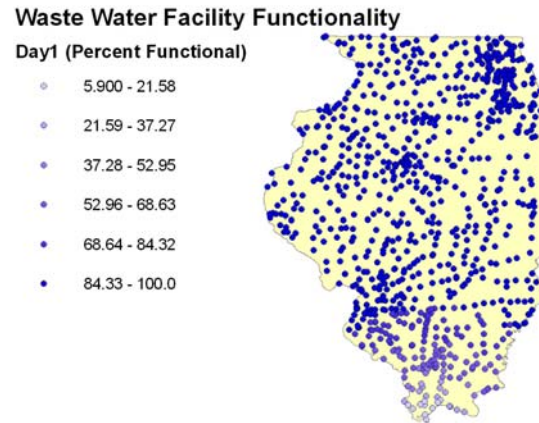 Waste Water Facility Functionality
Day1 (Percent Functional)
5.900 - 21.58
21.59 - 37.27
37.28 - 52.95
52.96 - 68.63
68.64 - 84.32
84.33 - 100.0